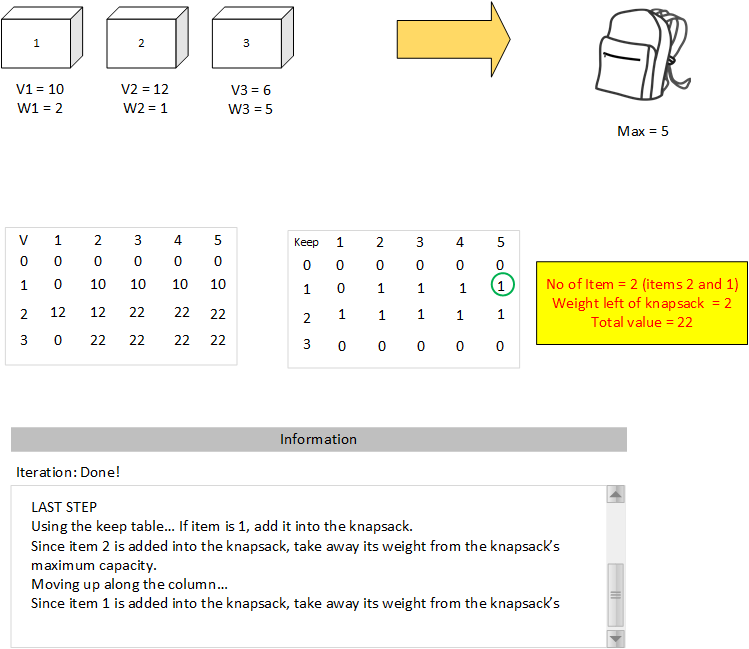 1
2
3
V1 = 10
W1 = 2
V2 = 12
W2 = 1
V3 = 6
W3 = 5
Max = 5
V 1 2 3 4 5
0 0 0 0 0 0
1 0 10 10 10 10
2 12 12 22 22 22
3 0 22 22 22 22
Keep 1 2 3 4 5
0 0 0 0 0 0
1 0 1 1 1 1
2 1 1 1 1 1
3 0 0 0 0 0
No of Item = 2 (items 2 and 1)
Weight left of knapsack = 2
Total value = 22
Information
Iteration: Done!
LAST STEP
Using the keep table… If item is 1, add it into the knapsack.
Since item 2 is added into the knapsack, take away its weight from the knapsack’s
maximum capacity.
Moving up along the column…
Since item 1 is added into the knapsack, take away its weight from the knapsack’s